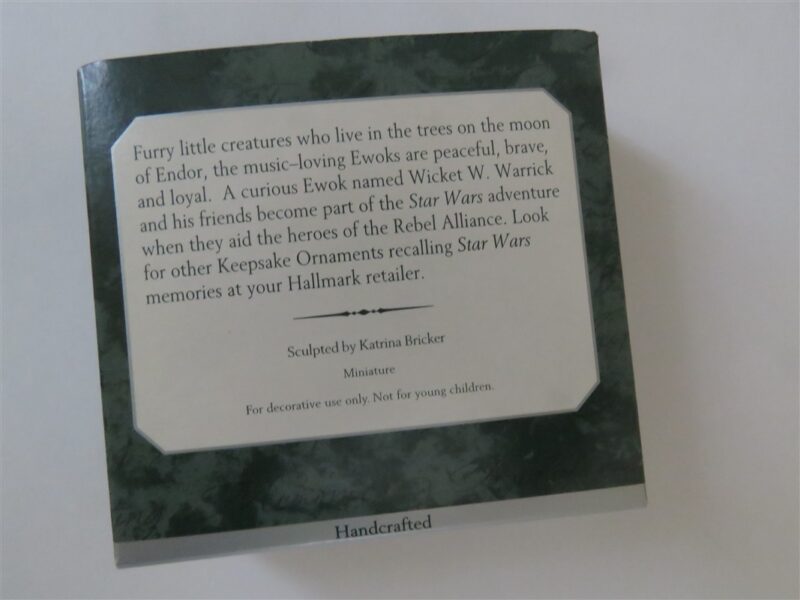 Furry little creatures who live in the trees on the moon
of Endor, the music–loving Ewoks are peaceful, brave,
and loyal. A curious Ewok named Wicket W. Warrick
and his friends become part of the Star Wars adventure
when they aid the heroes of the Rebel Alliance. Look
for other Keepsake Ornaments recalling Star Wars
memories at your Hallmark retailer.
Sculpted by Katrina Bricker
Miniature
For decorative use only. Not for young children.
Handcrafted